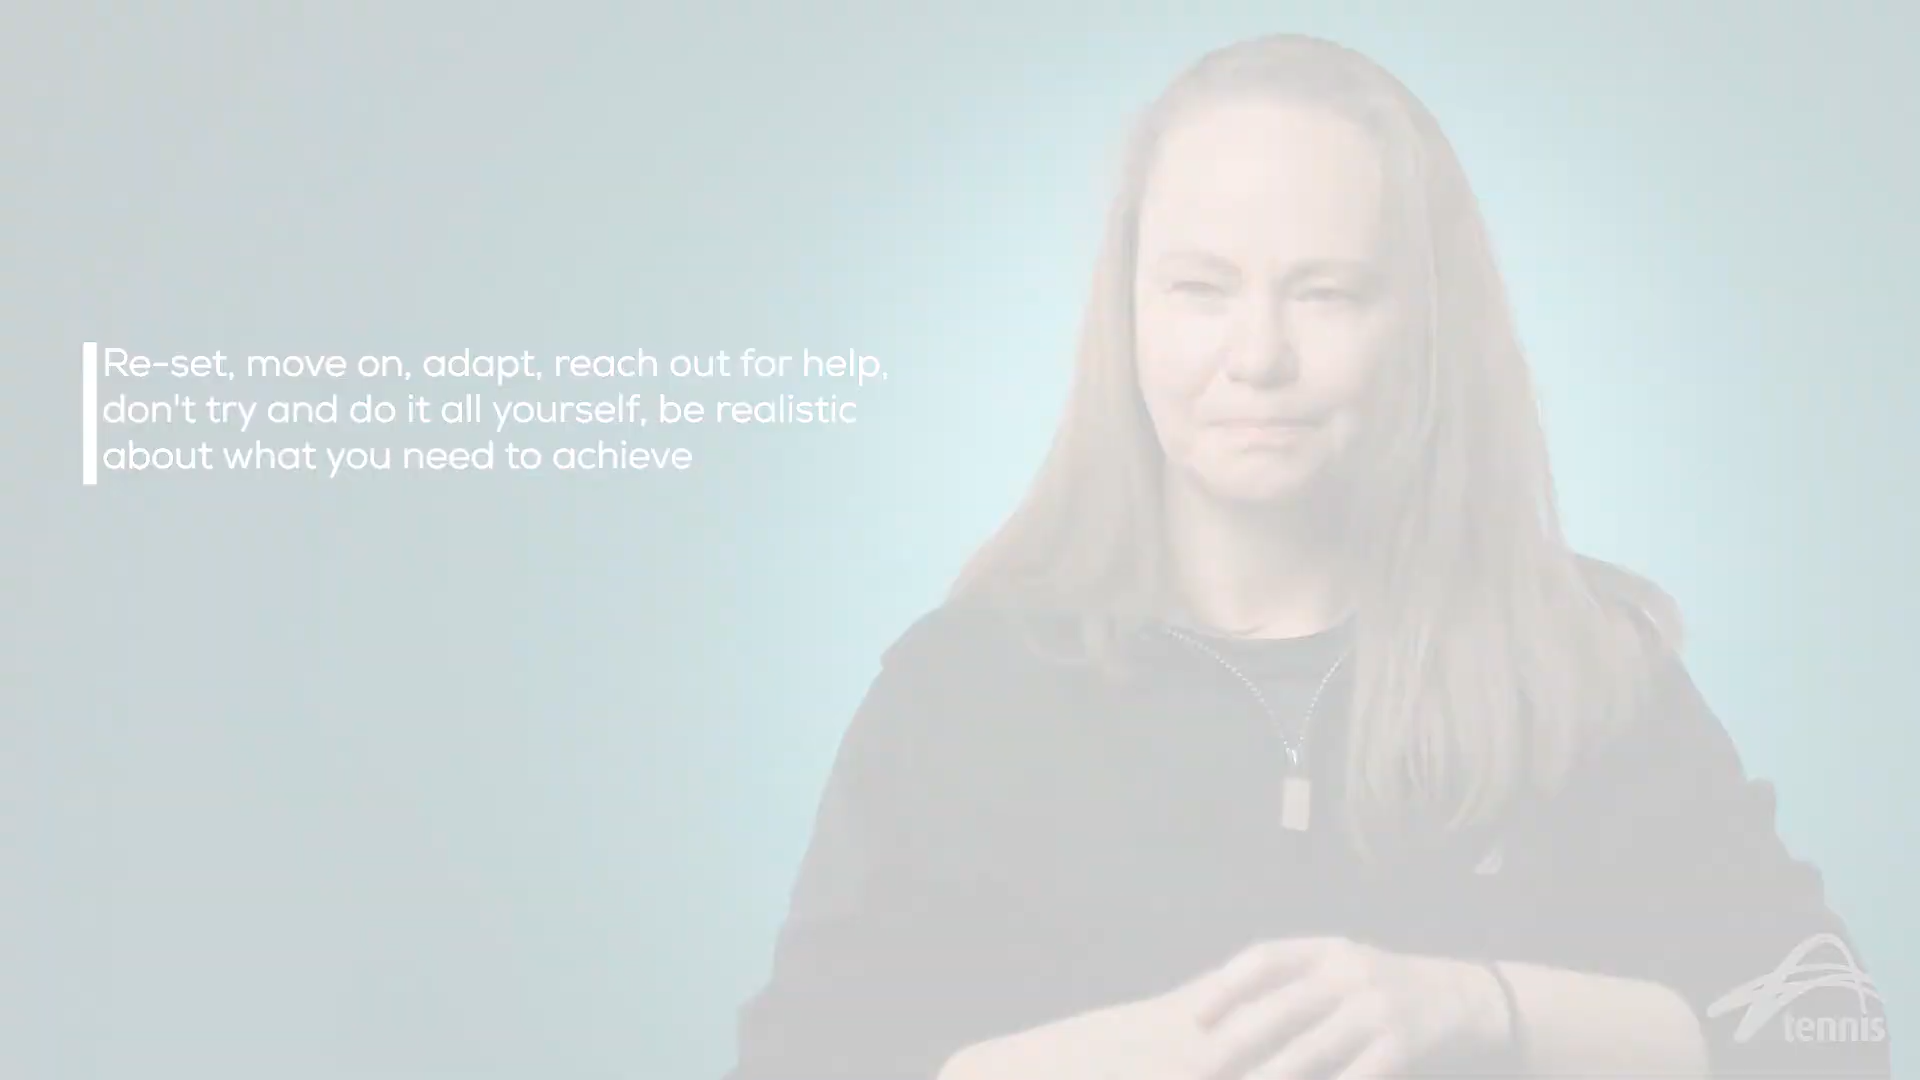 Re-set, move on, adapt, reach out for help,
don't try and do it all yourself, be realistic
about what you need to achieve
tennis